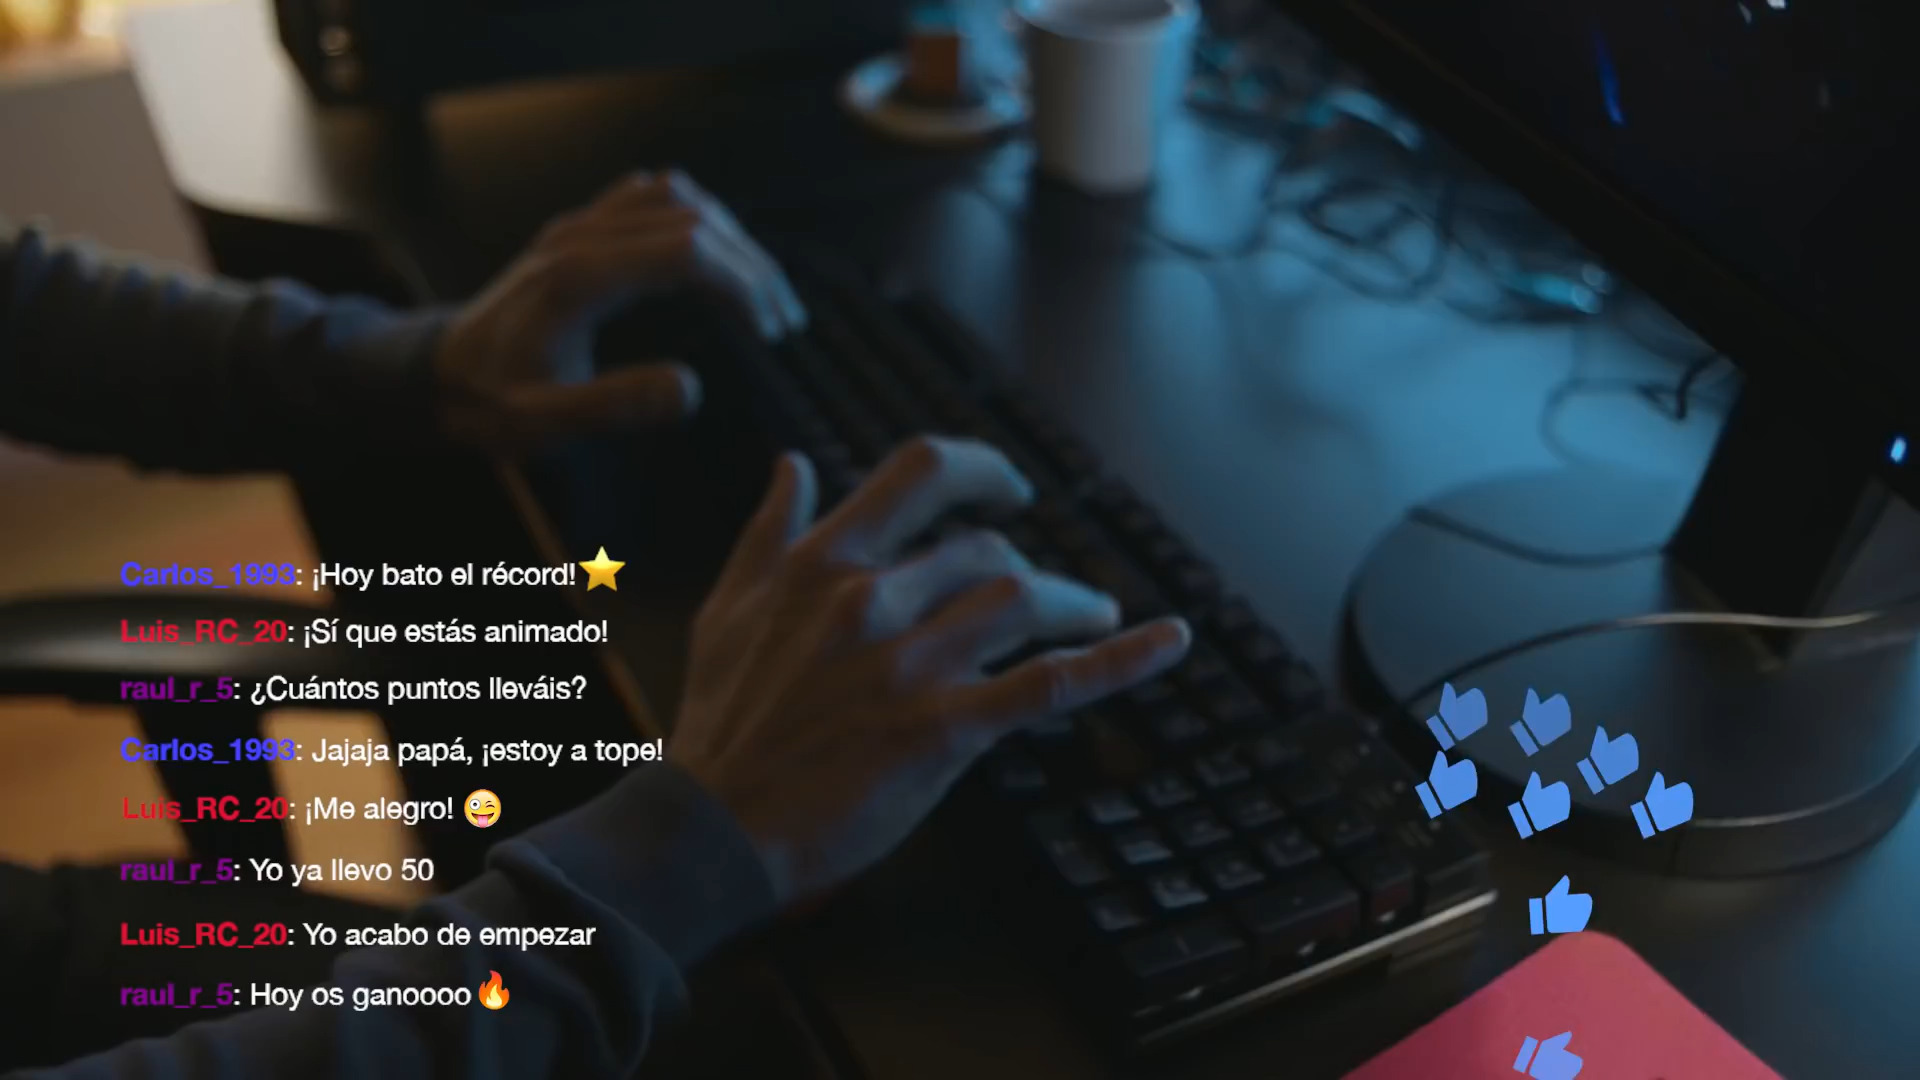 Carlos_1993: ¡Hoy bato el récord!⭐
Luis_RC_20: ¡Sí que estás animado!
raul_r_5: ¿Cuántos puntos lleváis?
Carlos_1993: Jajaja papá, ¡estoy a tope!
Luis_RC_20: ¡Me alegro! 😜
raul_r_5: Yo ya llevo 50
Luis_RC_20: Yo acabo de empezar
raul_r_5: Hoy os ganoooo🔥